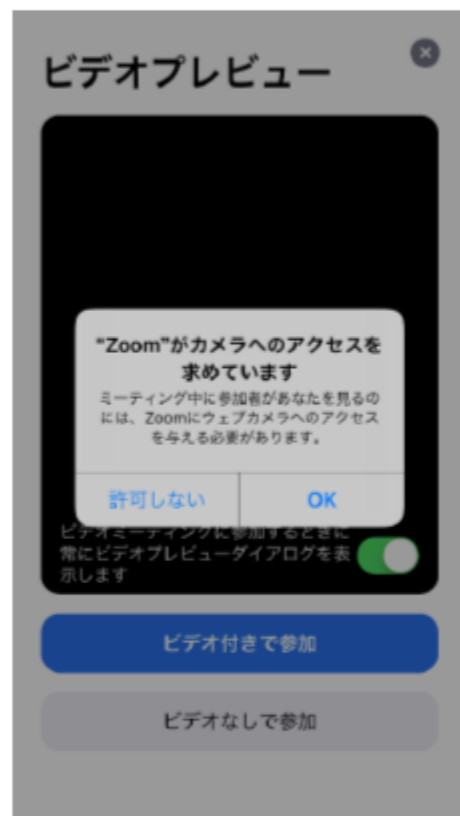 ビデオプレビュー
“Zoom”がカメラへのアクセスを
求めています
ミーティング中に参加者があなたを見るの
には、Zoomにウェブカメラへのアクセス
を与える必要があります。
許可しない
OK
ビデオミーティングに参加するときに
常にビデオプレビューダイアログを表
示します
ビデオ付きで参加
ビデオなしで参加